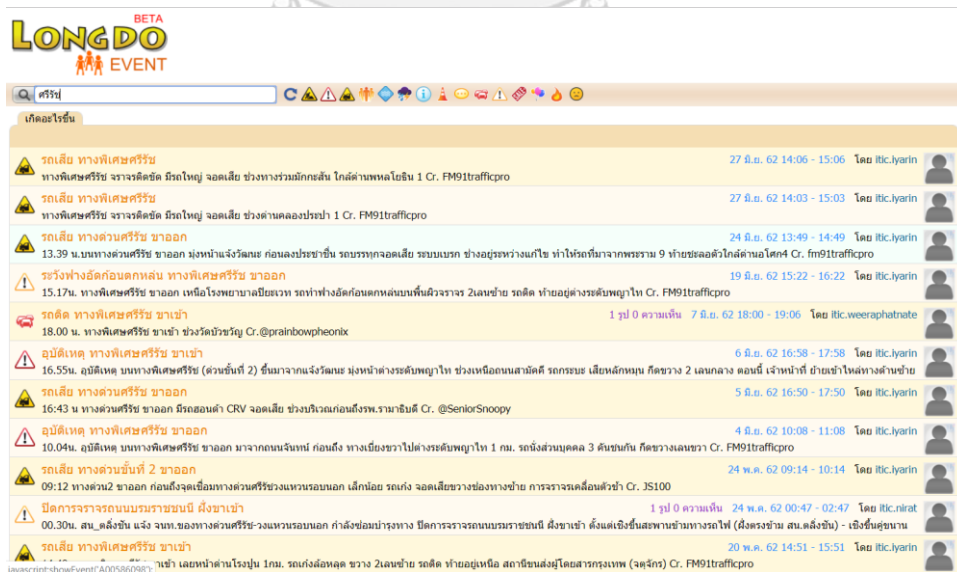 BETA
LONGDO
EVENT
ศรีรัช
เกิดอะไรขึ้น
รถเสีย ทางพิเศษศรีรัช 27 มิ.ย. 62 14:06 - 15:06 โดย itic.iyarin
ทางพิเศษศรีรัช จราจรติดขัด มีรถใหญ่ จอดเสีย ช่วงทางร่วมมักกะสัน ใกล้ด่านพหลโยธิน 1 Cr. FM91trafficpro
รถเสีย ทางพิเศษศรีรัช 27 มิ.ย. 62 14:03 - 15:03 โดย itic.iyarin
ทางพิเศษศรีรัช จราจรติดขัด มีรถใหญ่ จอดเสีย ช่วงด่านคลองประปา 1 Cr. FM91trafficpro
รถเสีย ทางด่วนศรีรัช ขาออก 24 มิ.ย. 62 13:49 - 14:49 โดย itic.iyarin
13.39 น.บนทางด่วนศรีรัช ขาออก มุ่งหน้าแจ้งวัฒนะ ก่อนลงประชาชื่น รถบรรทุกจอดเสีย ระบบเบรก ช่างอยู่ระหว่างแก้ไข ทำให้รถที่มาจากพระราม 9 ท้ายชะลอตัวใกล้ด่านอโศก4 Cr. fm91trafficpro
ระวังฟางอัดก้อนตกหล่น ทางพิเศษศรีรัช ขาออก 19 มิ.ย. 62 15:22 - 16:22 โดย itic.iyarin
15.17น. ทางพิเศษศรีรัช ขาออก เหนือโรงพยาบาลปิยะเวท รถทำฟางอัดก้อนตกหล่นบนพื้นผิวจราจร 2เลนซ้าย รถติด ท้ายอยู่ต่างระดับพญาไท Cr. FM91trafficpro
รถติด ทางพิเศษศรีรัช ขาเข้า 1 รูป 0 ความเห็น 7 มิ.ย. 62 18:00 - 19:06 โดย itic.weeraphatnate
18.00 น. ทางพิเศษศรีรัช ขาเข้า ช่วงวัดบัวขวัญ Cr.@prainbowpheonix
อุบัติเหตุ ทางพิเศษศรีรัช ขาเข้า 6 มิ.ย. 62 16:58 - 17:58 โดย itic.iyarin
16.55น. อุบัติเหตุ บนทางพิเศษศรีรัช (ด่วนขั้นที่ 2) ขึ้นมาจากแจ้งวัฒนะ มุ่งหน้าต่างระดับพญาไท ช่วงเหนือถนนสามัคคี รถกระบะ เสียหลักหมุน กีดขวาง 2 เลนกลาง ตอนนี้ เจ้าหน้าที่ ย้ายเข้าไหล่ทางด้านซ้าย
รถเสีย ทางด่วนศรีรัช ขาออก 5 มิ.ย. 62 16:50 - 17:50 โดย itic.iyarin
16:43 น ทางด่วนศรีรัช ขาออก มีรถฮอนด้า CRV จอดเสีย ช่วงบริเวณก่อนถึงรพ.รามาธิบดี Cr. @SeniorSnoopy
อุบัติเหตุ ทางพิเศษศรีรัช ขาออก 4 มิ.ย. 62 10:08 - 11:08 โดย itic.iyarin
10.04น. อุบัติเหตุ บนทางพิเศษศรีรัช ขาออก มาจากถนนจันทน์ ก่อนถึง ทางเบี่ยงขวาไปต่างระดับพญาไท 1 กม. รถนั่งส่วนบุคคล 3 คันชนกัน กีดขวางเลนขวา Cr. FM91trafficpro
รถเสีย ทางด่วนขั้นที่ 2 ขาออก 24 พ.ค. 62 09:14 - 10:14 โดย itic.iyarin
09:12 ทางด่วน2 ขาออก ก่อนถึงจุดเชื่อมทางด่วนศรีรัชวงแหวนรอบนอก เล็กน้อย รถเก๋ง จอดเสียขวางช่องทางซ้าย การจราจรเคลื่อนตัวช้า Cr. JS100
ปิดการจราจรถนนบรมราชชนนี ฝั่งขาเข้า 1 รูป 0 ความเห็น 24 พ.ค. 62 00:47 - 02:47 โดย itic.nirat
00.30น. สน_ตลิ่งชัน แจ้ง จนท.ของทางด่วนศรีรัช-วงแหวนรอบนอก กำลังซ่อมบำรุงทาง ปิดการจราจรถนนบรมราชชนนี ฝั่งขาเข้า ตั้งแต่เชิงขึ้นสะพานข้ามทางรถไฟ (ฝั่งตรงข้าม สน.ตลิ่งชัน) - เชิงขึ้นคู่ขนาน
รถเสีย ทางพิเศษศรีรัช ขาเข้า 20 พ.ค. 62 14:51 - 15:51 โดย itic.iyarin
ขาเข้า เลยหน้าด่านโรงปูน 1กม. รถเก๋งล้อหลุด ขวาง 2เลนซ้าย รถติด ท้ายอยู่เหนือ สถานีขนส่งผู้โดยสารกรุงเทพ (จตุจักร) Cr. FM91trafficpro
javascript:showEvent('A00586098');